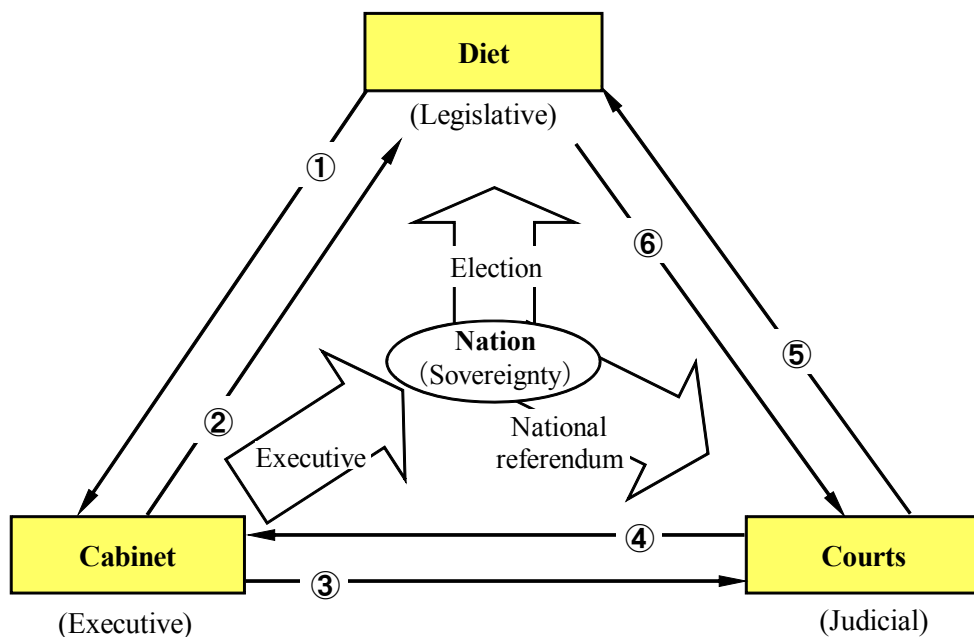 Diet
(Legislative)
①
⑥
Election
Nation
(Sovereignty)
⑤
②
Executive
National
referendum
④
Cabinet
Courts
③
(Executive)
(Judicial)